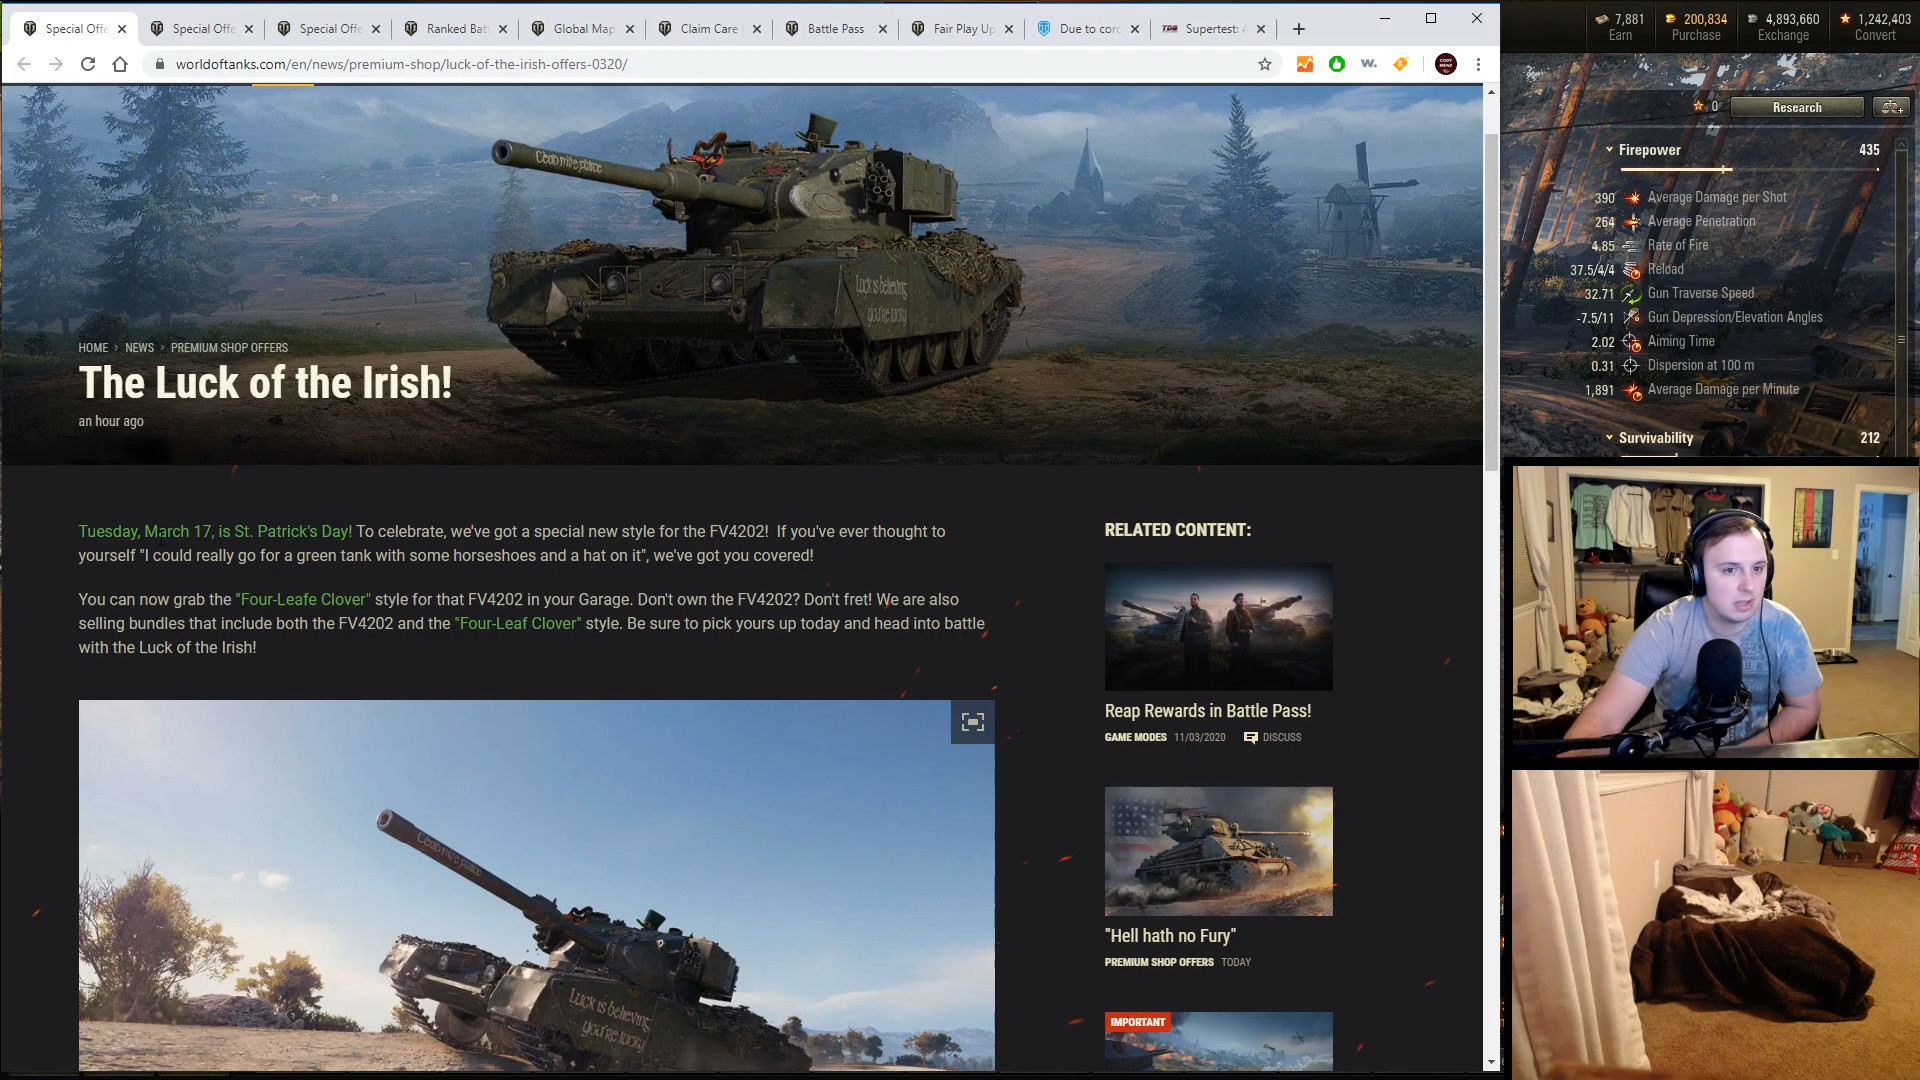 Special Offe
Special Offe
Special Offe
Ranked Batt
Global Map
Claim Care
Battle Pass
Fair Play Up
Due to coro
Supertest: A
worldoftanks.com/en/news/premium-shop/luck-of-the-irish-offers-0320/
7,881
Earn
200,834
Purchase
4,893,660
Exchange
1,242,403
Convert
0
Research
Firepower 435
390 Average Damage per Shot
264 Average Penetration
4.85 Rate of Fire
37.5/4/4 Reload
32.71 Gun Traverse Speed
-7.5/11 Gun Depression/Elevation Angles
2.02 Aiming Time
0.31 Dispersion at 100 m
1,891 Average Damage per Minute
Survivability 212
Luck is believing
you're lucky
HOME > NEWS > PREMIUM SHOP OFFERS
The Luck of the Irish!
an hour ago
Tuesday, March 17, is St. Patrick's Day! To celebrate, we've got a special new style for the FV4202! If you've ever thought to
yourself "I could really go for a green tank with some horseshoes and a hat on it", we've got you covered!
You can now grab the "Four-Leafe Clover" style for that FV4202 in your Garage. Don't own the FV4202? Don't fret! We are also
selling bundles that include both the FV4202 and the "Four-Leaf Clover" style. Be sure to pick yours up today and head into battle
with the Luck of the Irish!
Luck is believing
you're lucky
RELATED CONTENT:
Reap Rewards in Battle Pass!
GAME MODES 11/03/2020 DISCUSS
"Hell hath no Fury"
PREMIUM SHOP OFFERS TODAY
IMPORTANT